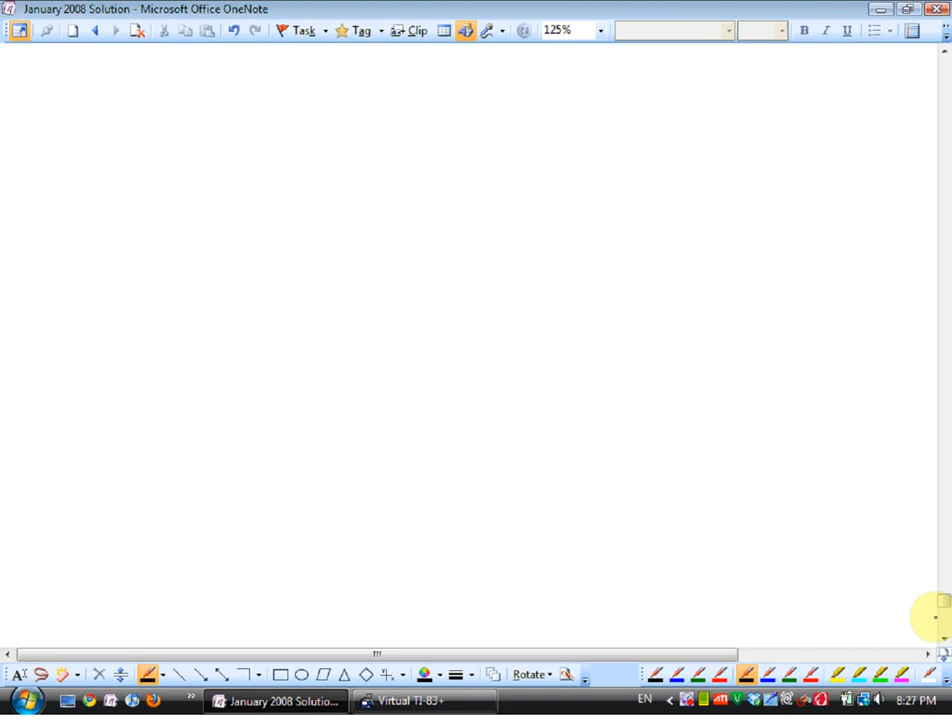 January 2008 Solution - Microsoft Office OneNote
Task Tag Clip 125% B I U
A Rotate
January 2008 Solutio... Virtual TI-83+ EN 8:27 PM